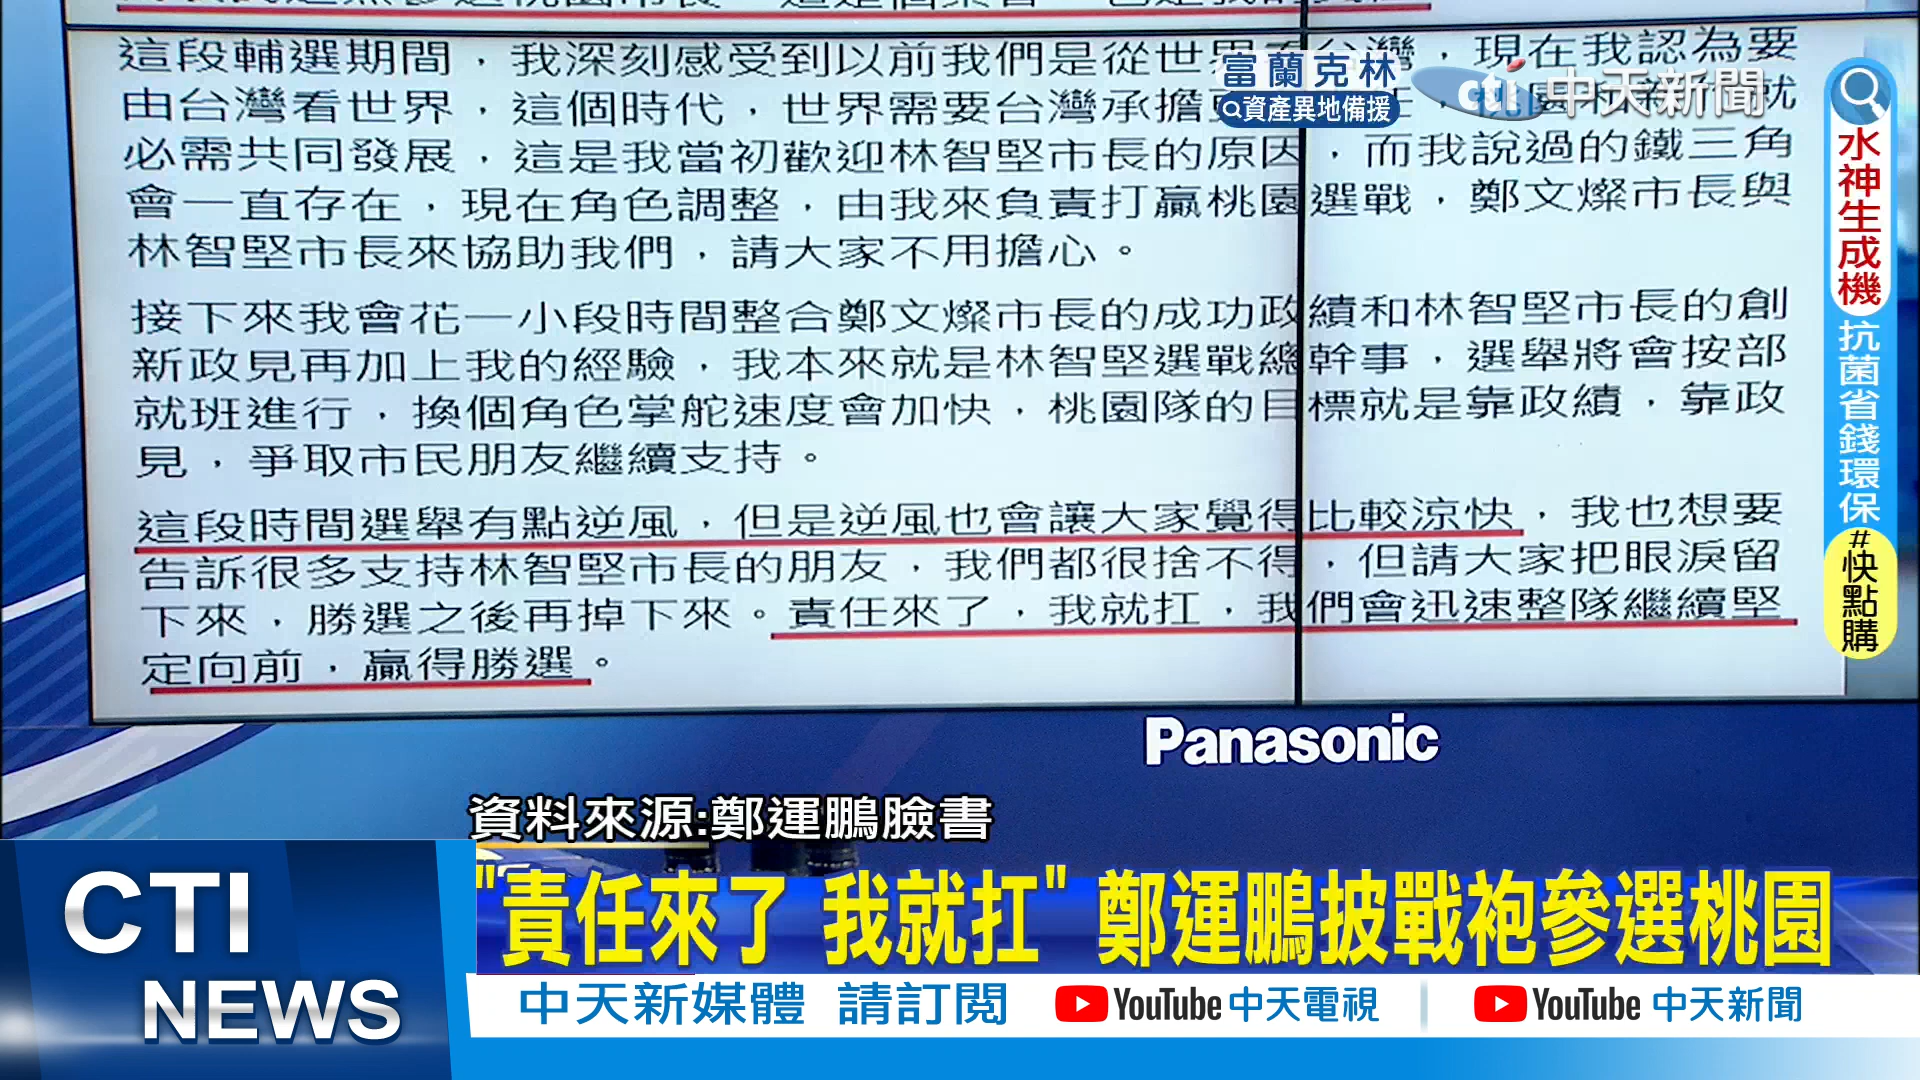 這段輔選期間，我深刻感受到以前我們是從世界看台灣，現在我認為要
由台灣看世界，這個時代，世界需要台灣承擔
必需共同發展，這是我當初歡迎林智堅市長的原因，而我說過的鐵三角
會一直存在，現在角色調整，由我來負責打贏桃園選戰，鄭文燦市長與
林智堅市長來協助我們，請大家不用擔心。
接下來我會花一小段時間整合鄭文燦市長的成功政績和林智堅市長的創
新政見再加上我的經驗，我本來就是林智堅選戰總幹事，選舉將會按部
就班進行，換個角色掌舵速度會加快，桃園隊的目標就是靠政績，靠政
見，爭取市民朋友繼續支持。
這段時間選舉有點逆風，但是逆風也會讓大家覺得比較涼快，我也想要
告訴很多支持林智堅市長的朋友，我們都很捨不得，但請大家把眼淚留
下來，勝選之後再掉下來。責任來了，我就扛，我們會迅速整隊繼續堅
定向前，贏得勝選。
富蘭克林
資產異地備援
cti 中天新聞
水神生成機
抗菌省錢環保
#快點購
Panasonic
資料來源:鄭運鵬臉書
"責任來了 我就扛" 鄭運鵬披戰袍參選桃園
CTI
NEWS
中天新媒體 請訂閱 YouTube 中天電視 | YouTube 中天新聞